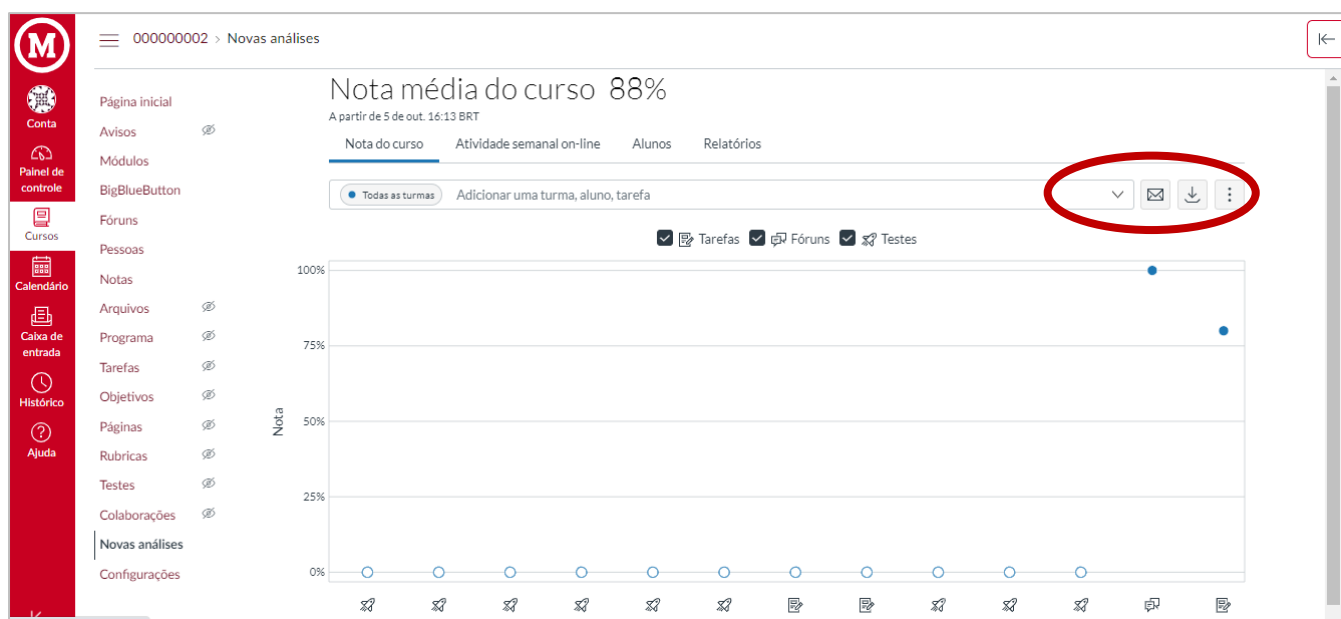 M
000000002 > Novas análises
Conta
Painel de
controle
Cursos
Calendário
Caixa de
entrada
Histórico
Ajuda
Página inicial
Avisos
Módulos
BigBlueButton
Fóruns
Pessoas
Notas
Arquivos
Programa
Tarefas
Objetivos
Páginas
Rubricas
Testes
Colaborações
Novas análises
Configurações
Nota média do curso 88%
A partir de 5 de out. 16:13 BRT
Nota do curso Atividade semanal on-line Alunos Relatórios
Todas as turmas Adicionar uma turma, aluno, tarefa
Tarefas Fóruns Testes
100%
75%
50%
25%
0%
Nota